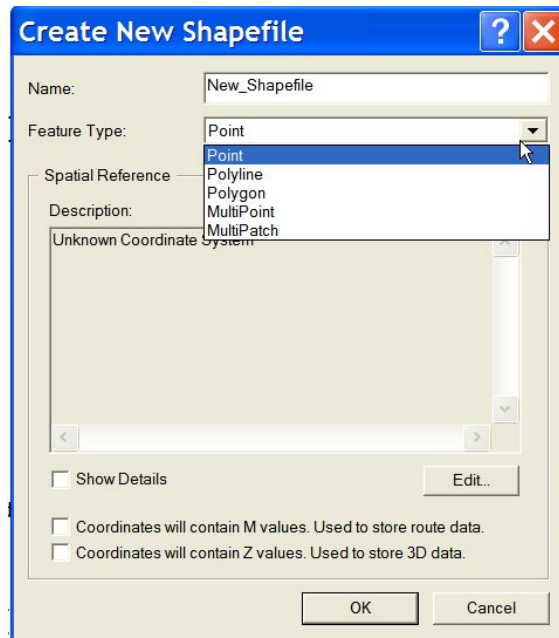 Create New Shapefile
Name:
New_Shapefile
Feature Type:
Point
Point
Polyline
Polygon
MultiPoint
MultiPatch
Spatial Reference
Description:
Unknown Coordinate System
Show Details
Edit...
Coordinates will contain M values. Used to store route data.
Coordinates will contain Z values. Used to store 3D data.
OK
Cancel